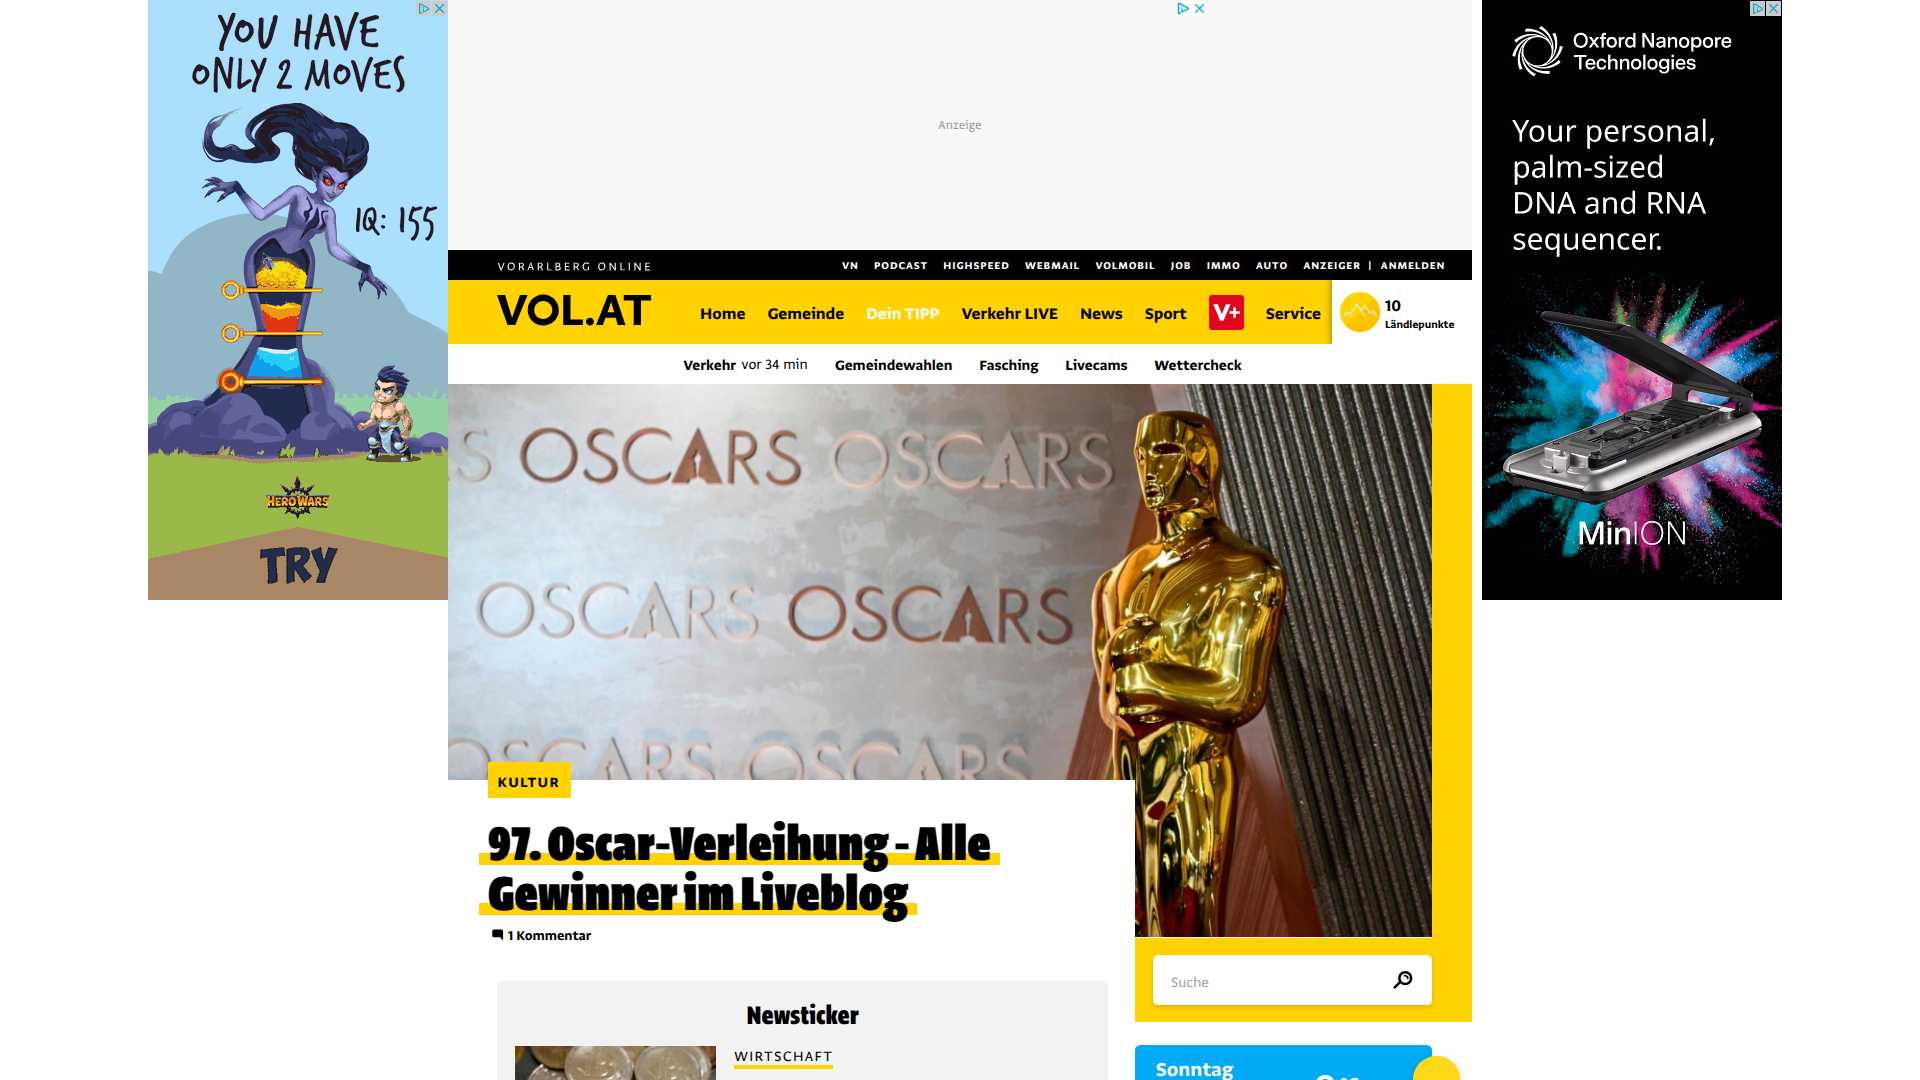 YOU HAVE
ONLY 2 MOVES
IQ: 155
HERO WARS
TRY
Anzeige
Oxford Nanopore
Technologies
Your personal,
palm-sized
DNA and RNA
sequencer.
MinION
VORARLBERG ONLINE
VN PODCAST HIGHSPEED WEBMAIL VOLMOBIL JOB IMMO AUTO ANZEIGER | ANMELDEN
VOL.AT
Home Gemeinde Dein TIPP Verkehr LIVE News Sport V+ Service
10
Ländlepunkte
Verkehr vor 34 min Gemeindewahlen Fasching Livecams Wettercheck
S OSCARS OSCARS
OSCARS OSCARS
OSCARS OSCARS
KULTUR
97. Oscar-Verleihung - Alle
Gewinner im Liveblog
1 Kommentar
Suche
Newsticker
WIRTSCHAFT
Sonntag